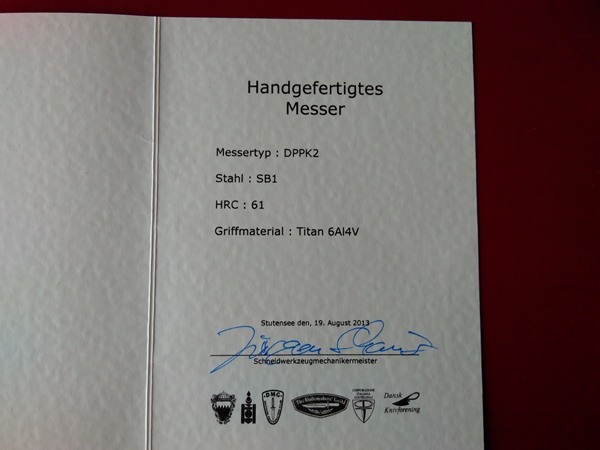 Handgefertigtes
Messer
Messertyp : DPPK2
Stahl : SB1
HRC : 61
Griffmaterial : Titan 6Al4V
Stutensee den, 19. August 2013
Schneidwerkzeugmechanikermeister
D.M.G.
Dansk
Knivforening